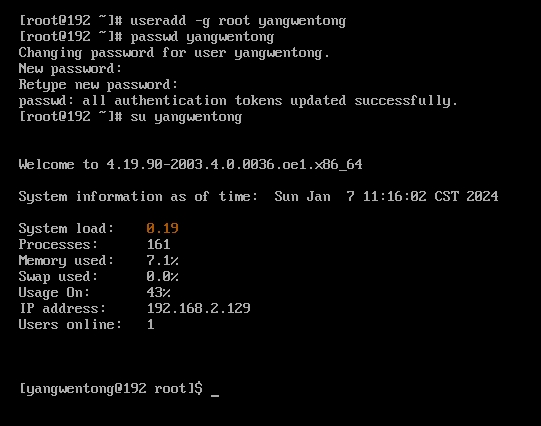 [root@192 ~]# useradd -g root yangwentong
[root@192 ~]# passwd yangwentong
Changing password for user yangwentong.
New password:
Retype new password:
passwd: all authentication tokens updated successfully.
[root@192 ~]# su yangwentong
Welcome to 4.19.90-2003.4.0.0036.oe1.x86_64
System information as of time:  Sun Jan  7 11:16:02 CST 2024
System load:    0.19
Processes:      161
Memory used:    7.1%
Swap used:      0.0%
Usage On:       43%
IP address:     192.168.2.129
Users online:   1
[yangwentong@192 root]$ _